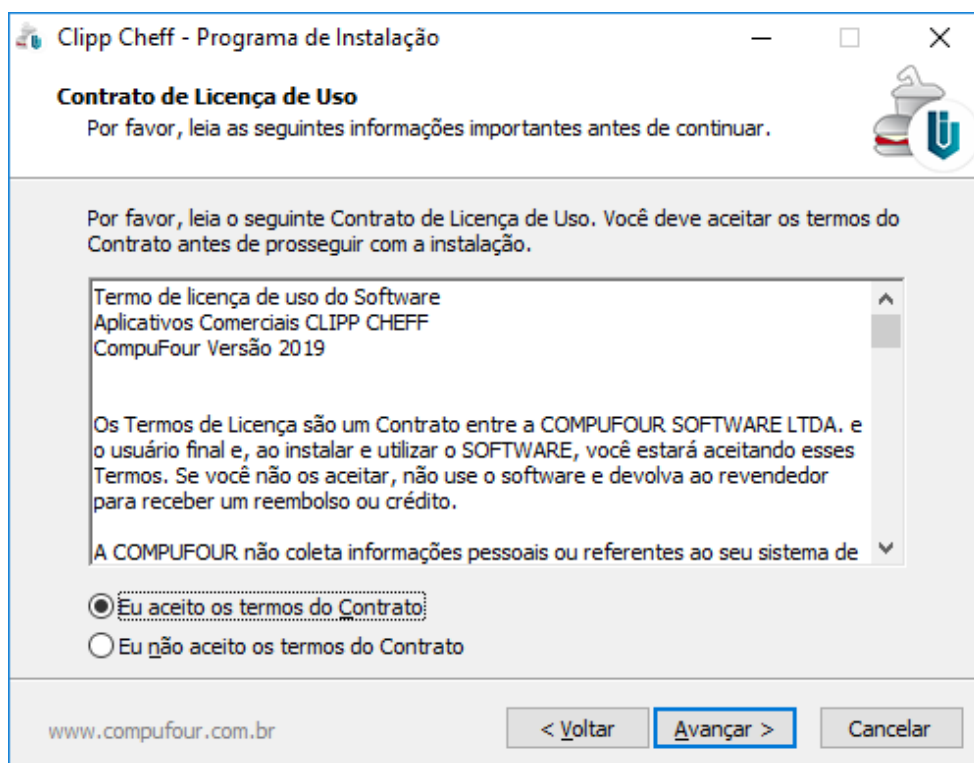 Clipp Cheff - Programa de Instalação
Contrato de Licença de Uso
Por favor, leia as seguintes informações importantes antes de continuar.
Por favor, leia o seguinte Contrato de Licença de Uso. Você deve aceitar os termos do
Contrato antes de prosseguir com a instalação.
Termo de licença de uso do Software
Aplicativos Comerciais CLIPP CHEFF
CompuFour Versão 2019
Os Termos de Licença são um Contrato entre a COMPUFOUR SOFTWARE LTDA. e
o usuário final e, ao instalar e utilizar o SOFTWARE, você estará aceitando esses
Termos. Se você não os aceitar, não use o software e devolva ao revendedor
para receber um reembolso ou crédito.
A COMPUFOUR não coleta informações pessoais ou referentes ao seu sistema de
Eu aceito os termos do Contrato
Eu não aceito os termos do Contrato
www.compufour.com.br
< Voltar
Avançar >
Cancelar